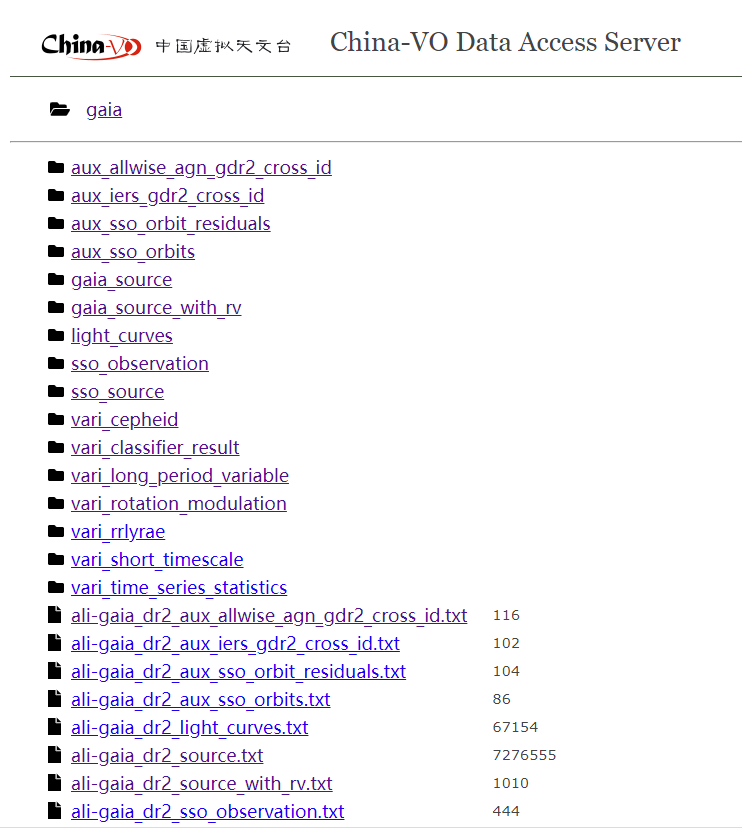 China-VO 中国虚拟天文台 China-VO Data Access Server
gaia
aux_allwise_agn_gdr2_cross_id
aux_iers_gdr2_cross_id
aux_sso_orbit_residuals
aux_sso_orbits
gaia_source
gaia_source_with_rv
light_curves
sso_observation
sso_source
vari_cepheid
vari_classifier_result
vari_long_period_variable
vari_rotation_modulation
vari_rrlyrae
vari_short_timescale
vari_time_series_statistics
ali-gaia_dr2_aux_allwise_agn_gdr2_cross_id.txt 116
ali-gaia_dr2_aux_iers_gdr2_cross_id.txt 102
ali-gaia_dr2_aux_sso_orbit_residuals.txt 104
ali-gaia_dr2_aux_sso_orbits.txt 86
ali-gaia_dr2_light_curves.txt 67154
ali-gaia_dr2_source.txt 7276555
ali-gaia_dr2_source_with_rv.txt 1010
ali-gaia_dr2_sso_observation.txt 444